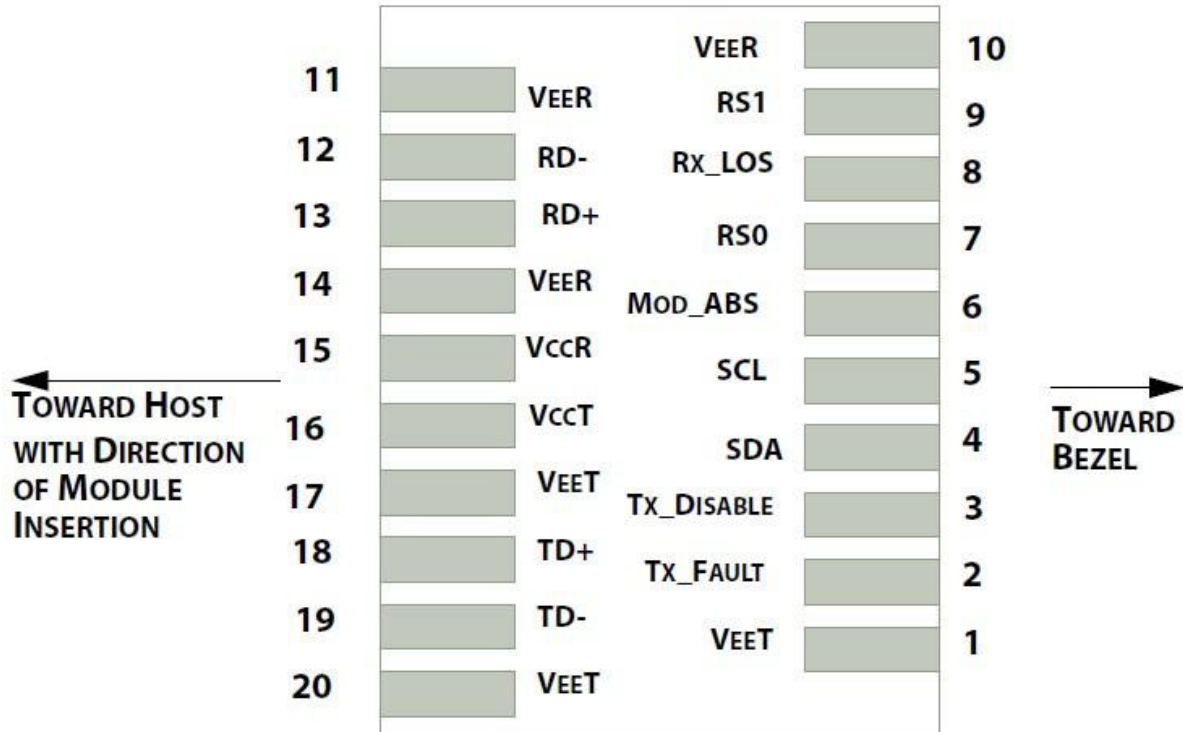 11
VEER
12
RD-
13
RD+
14
VEER
15
VCCR
16
VCCT
17
VEET
18
TD+
19
TD-
20
VEET
VEER
10
RS1
9
RX_LOS
8
RS0
7
MOD_ABS
6
SCL
5
SDA
4
TX_DISABLE
3
TX_FAULT
2
VEET
1
TOWARD HOST
WITH DIRECTION
OF MODULE
INSERTION
TOWARD
BEZEL